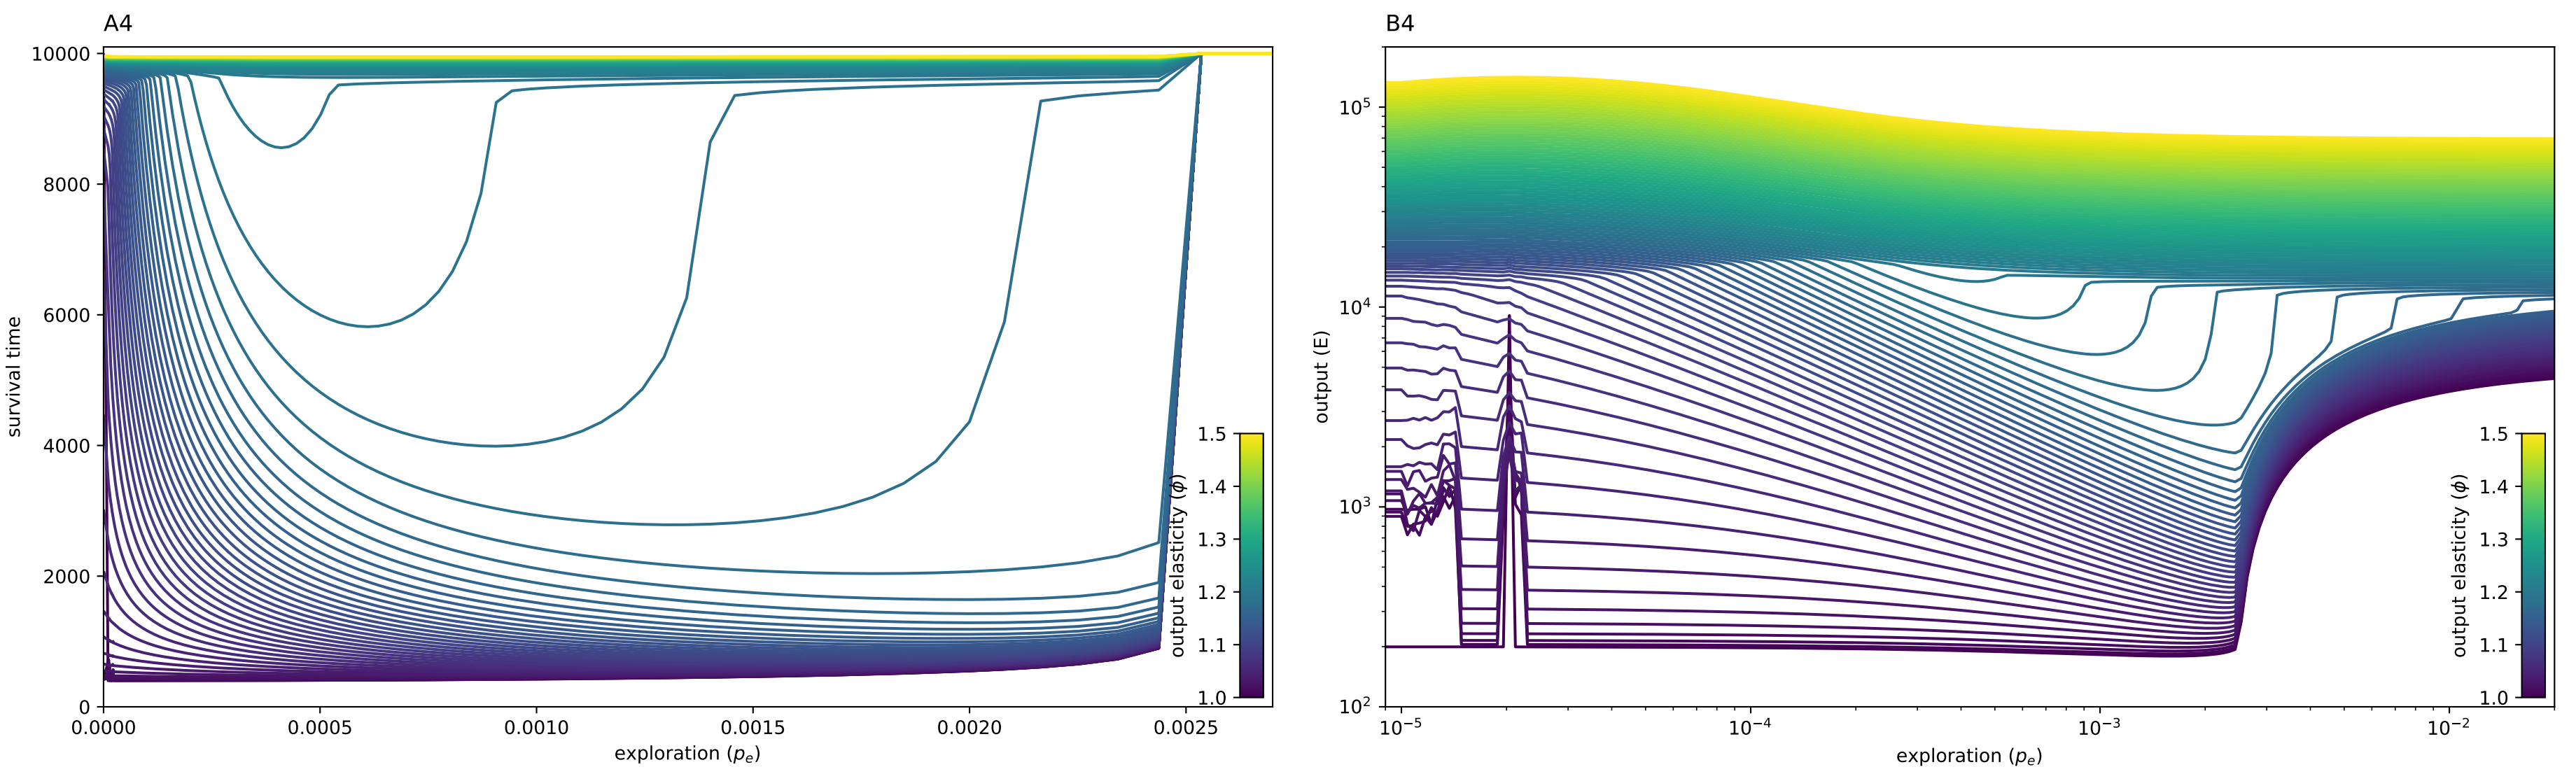 A4
10000
8000
6000
4000
2000
0
survival time
0.0000 0.0005 0.0010 0.0015 0.0020 0.0025
exploration (pₑ)
output elasticity (ϕ)
1.5
1.4
1.3
1.2
1.1
1.0
B4
10⁵
10⁴
10³
10²
output (E)
10⁻⁵ 10⁻⁴ 10⁻³ 10⁻²
exploration (pₑ)
output elasticity (ϕ)
1.5
1.4
1.3
1.2
1.1
1.0